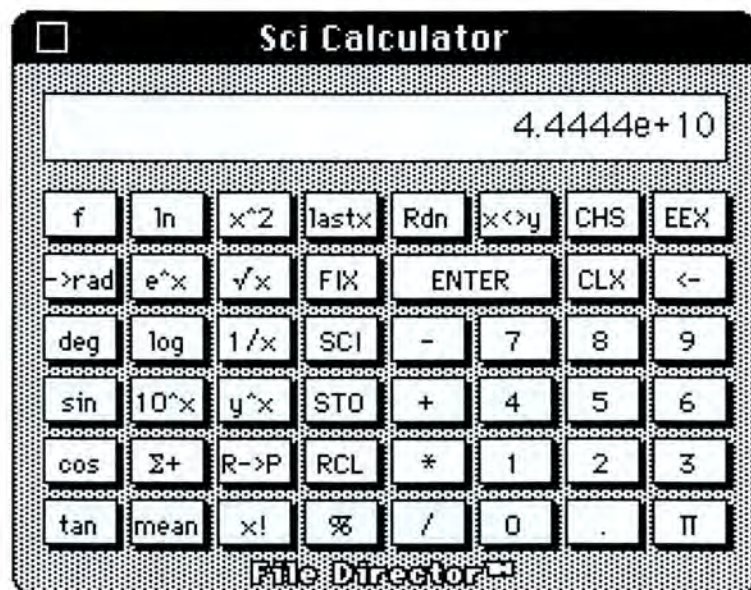 Sci Calculator
4.4444e+10
f ln x^2 lastx Rdn x<>y CHS EEX
->rad e^x √x FIX ENTER CLX <-
deg log 1/x SCI - 7 8 9
sin 10^x y^x STO + 4 5 6
cos Σ+ R->P RCL * 1 2 3
tan mean x! % / 0 . π
File Director™